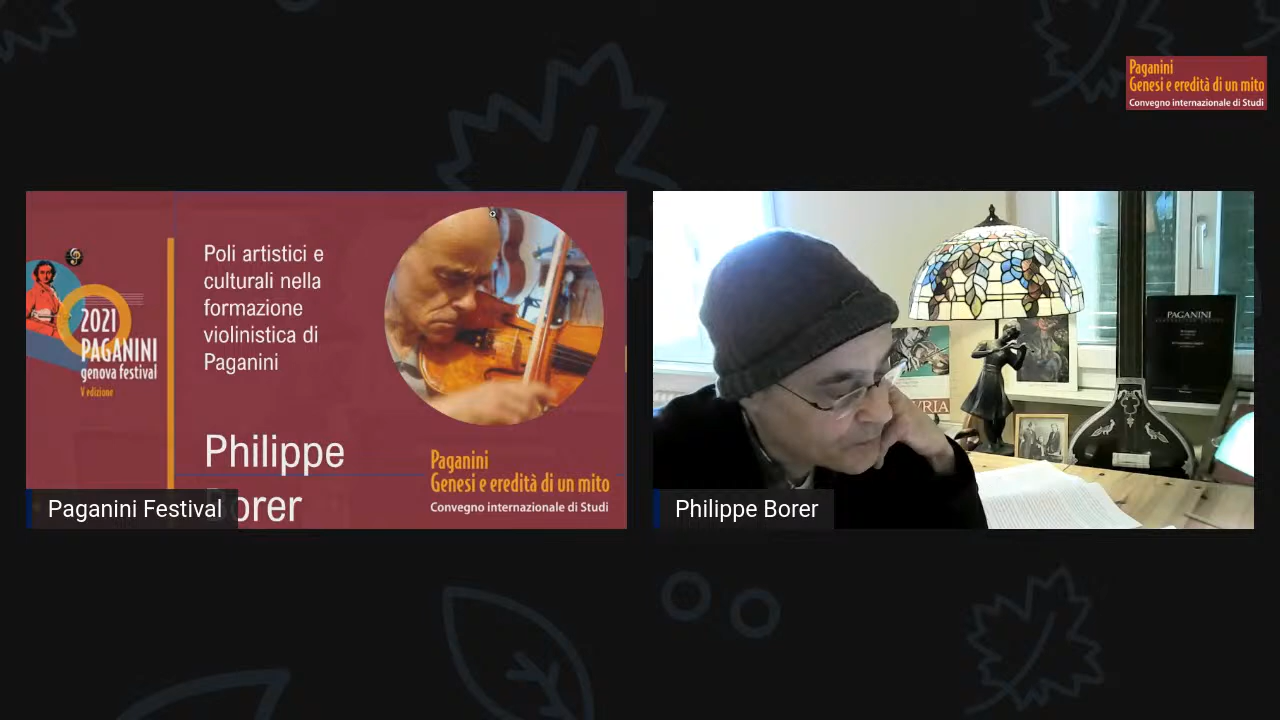 Paganini
Genesi e eredità di un mito
Convegno internazionale di Studi
Poli artistici e
culturali nella
formazione
violinistica di
Paganini
2021
PAGANINI
genova festival
V edizione
Philippe
Borer
Paganini
Genesi e eredità di un mito
Convegno internazionale di Studi
Paganini Festival
PAGANINI
VRIA
Philippe Borer